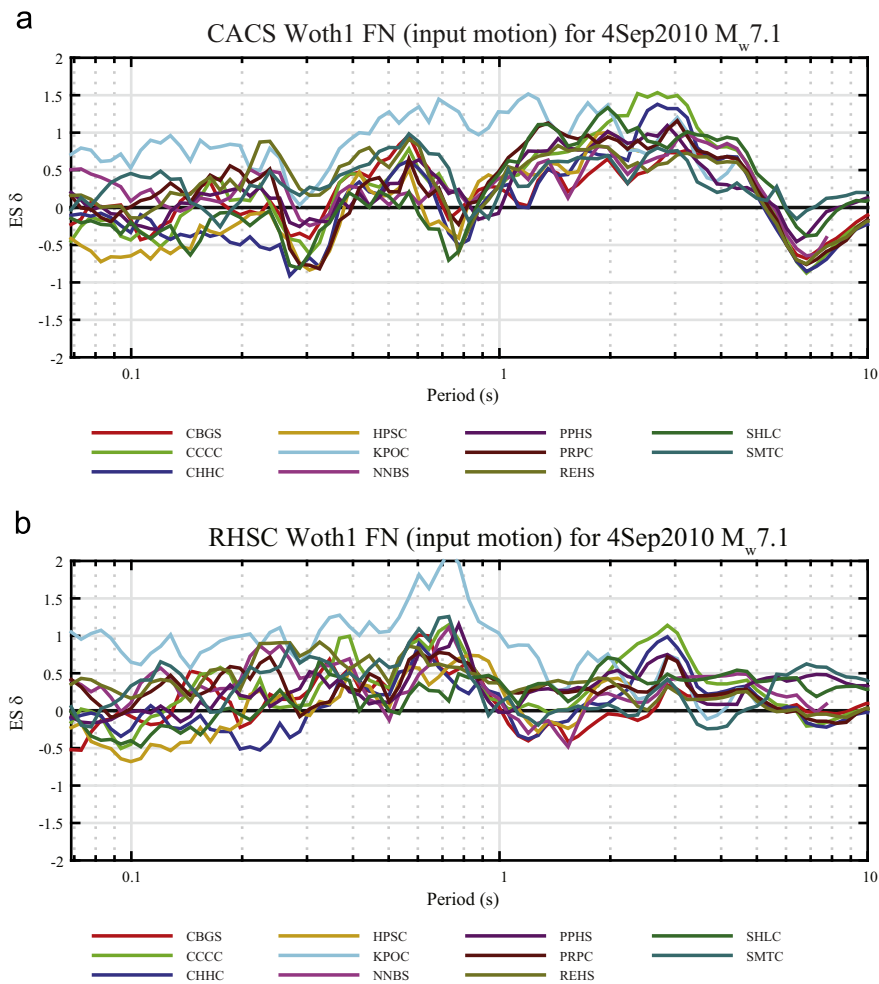 a
CACS Woth1 FN (input motion) for 4Sep2010 Mw7.1
2
1.5
1
0.5
0
-0.5
-1
-1.5
-2
ES δ
0.1 1 10
Period (s)
CBGS HPSC PPHS SHLC
CCCC KPOC PRPC SMTC
CHHC NNBS REHS
b
RHSC Woth1 FN (input motion) for 4Sep2010 Mw7.1
2
1.5
1
0.5
0
-0.5
-1
-1.5
-2
ES δ
0.1 1 10
Period (s)
CBGS HPSC PPHS SHLC
CCCC KPOC PRPC SMTC
CHHC NNBS REHS